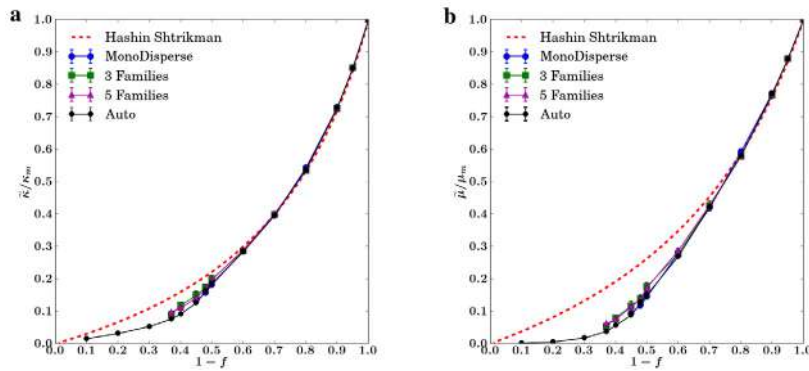 a
1.0
0.9
0.8
0.7
0.6
0.5
0.4
0.3
0.2
0.1
0.0
κ̃/κₘ
Hashin Shtrikman
MonoDisperse
3 Families
5 Families
Auto
0.0 0.1 0.2 0.3 0.4 0.5 0.6 0.7 0.8 0.9 1.0
1 − f
b
1.0
0.9
0.8
0.7
0.6
0.5
0.4
0.3
0.2
0.1
0.0
μ̃/μₘ
Hashin Shtrikman
MonoDisperse
3 Families
5 Families
Auto
0.0 0.1 0.2 0.3 0.4 0.5 0.6 0.7 0.8 0.9 1.0
1 − f